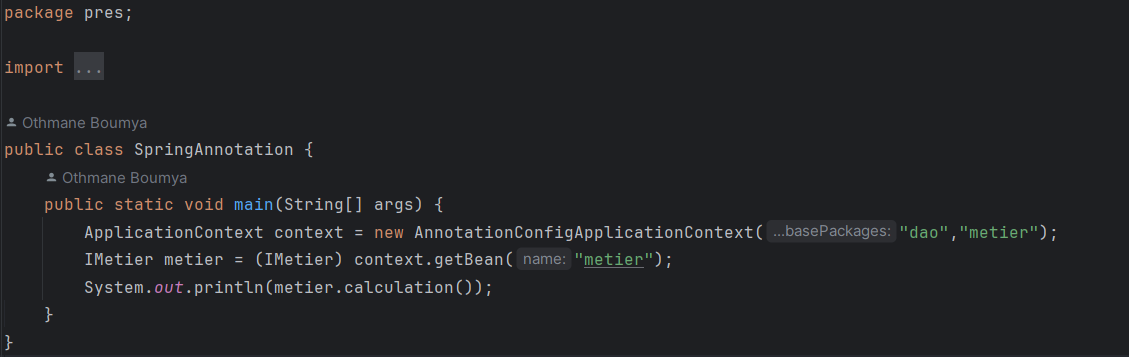 package pres;
import ...
Othmane Boumya
public class SpringAnnotation {
Othmane Boumya
public static void main(String[] args) {
ApplicationContext context = new AnnotationConfigApplicationContext( ...basePackages: "dao","metier");
IMetier metier = (IMetier) context.getBean( name: "metier");
System.out.println(metier.calculation());
}
}